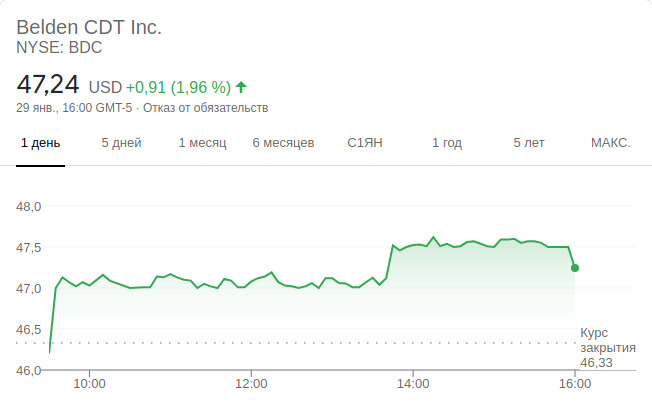 Belden CDT Inc.
NYSE: BDC
47,24 USD +0,91 (1,96 %)
29 янв., 16:00 GMT-5 · Отказ от обязательств
1 день 5 дней 1 месяц 6 месяцев С1ЯН 1 год 5 лет МАКС.
48,0
47,5
47,0
46,5
Курс
закрытия
46,33
46,0
10:00 12:00 14:00 16:00